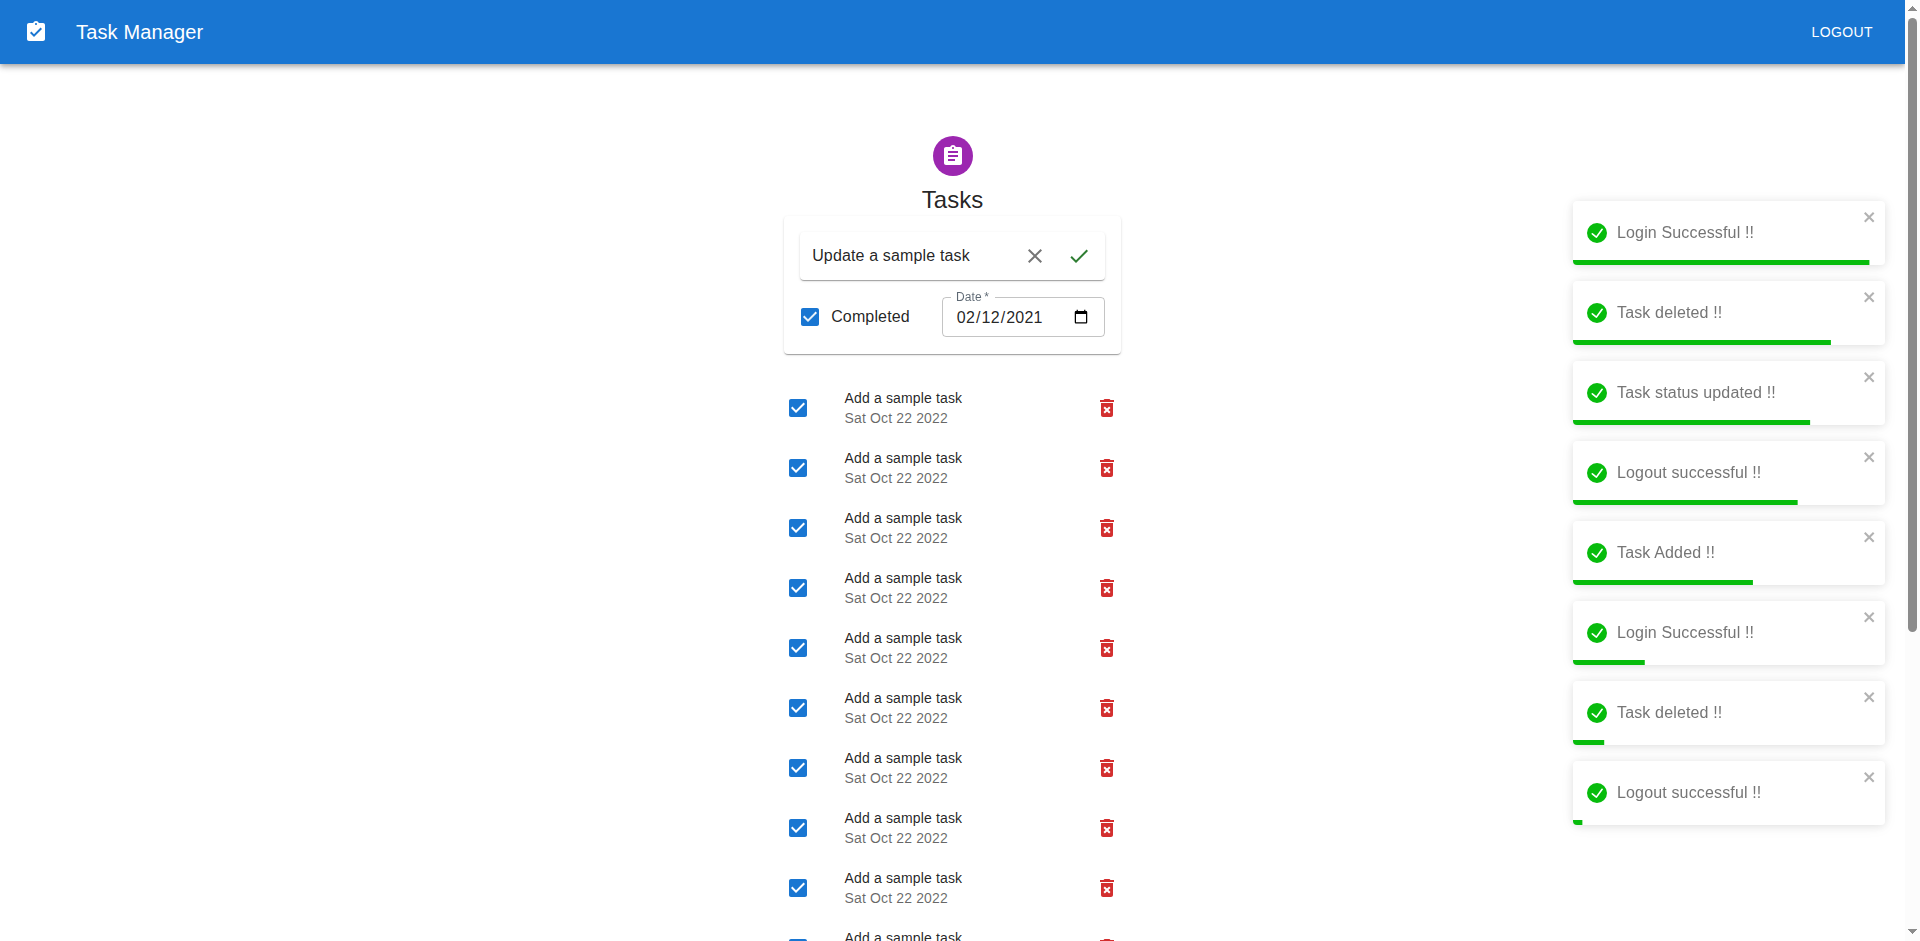 Task Manager
LOGOUT
Tasks
Update a sample task
Completed
Date *
02/12/2021
Add a sample task
Sat Oct 22 2022
Add a sample task
Sat Oct 22 2022
Add a sample task
Sat Oct 22 2022
Add a sample task
Sat Oct 22 2022
Add a sample task
Sat Oct 22 2022
Add a sample task
Sat Oct 22 2022
Add a sample task
Sat Oct 22 2022
Add a sample task
Sat Oct 22 2022
Add a sample task
Sat Oct 22 2022
Add a sample task
Login Successful !!
Task deleted !!
Task status updated !!
Logout successful !!
Task Added !!
Login Successful !!
Task deleted !!
Logout successful !!